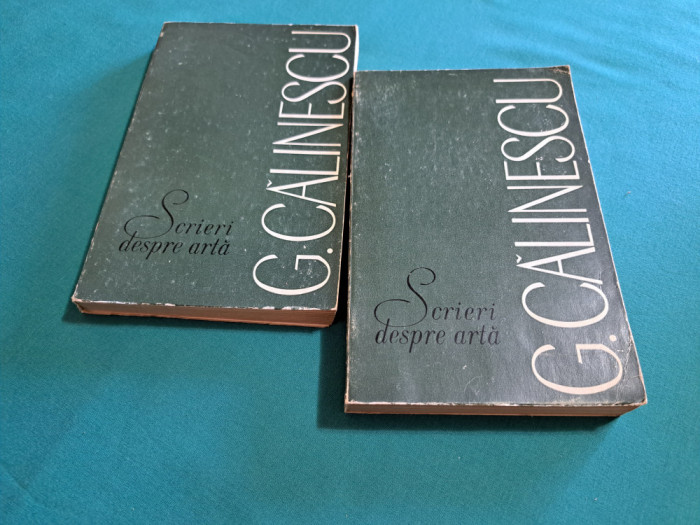 Scrieri
despre artă
G. CĂLINESCU
Scrieri
despre artă
G. CĂLINESCU